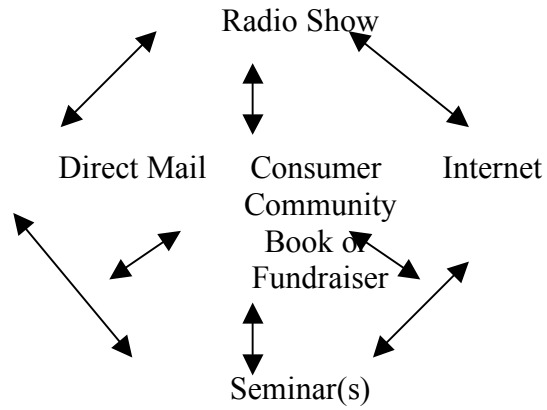 Radio Show
Direct Mail
Consumer
Community
Book or
Fundraiser
Internet
Seminar(s)